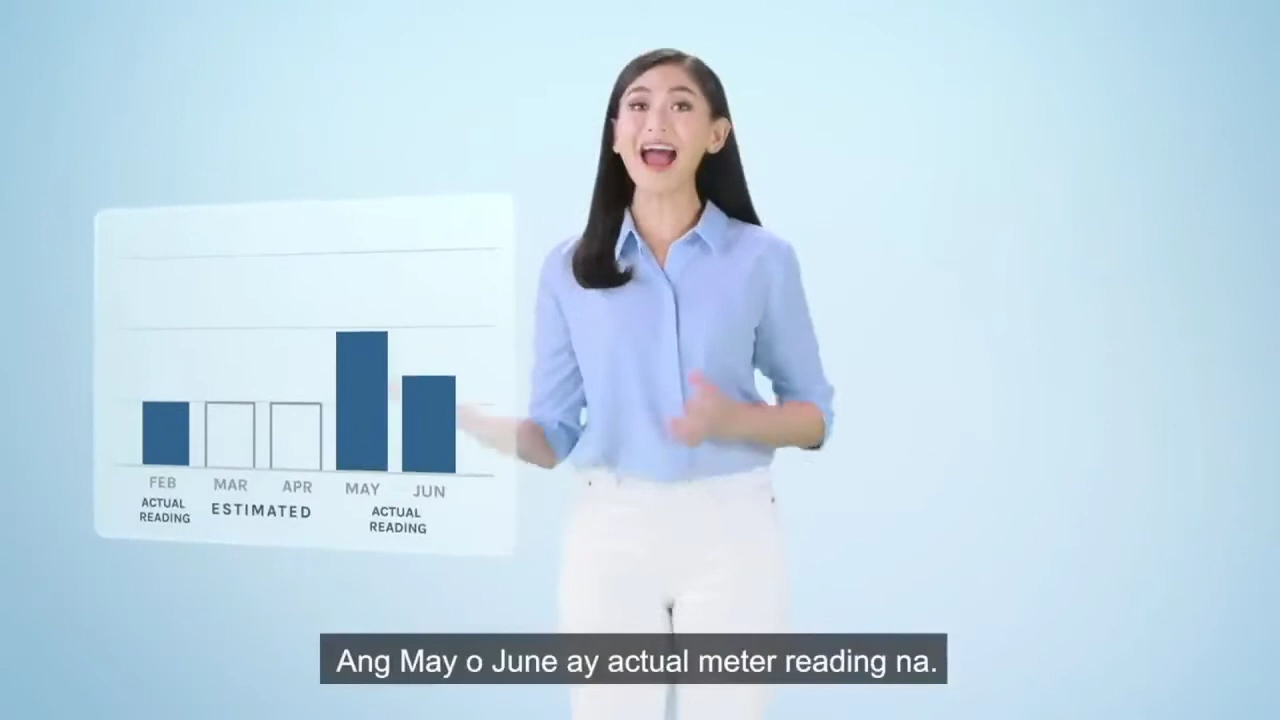 FEB
MAR
APR
MAY
JUN
ACTUAL
READING
ESTIMATED
ACTUAL
READING
Ang May o June ay actual meter reading na.